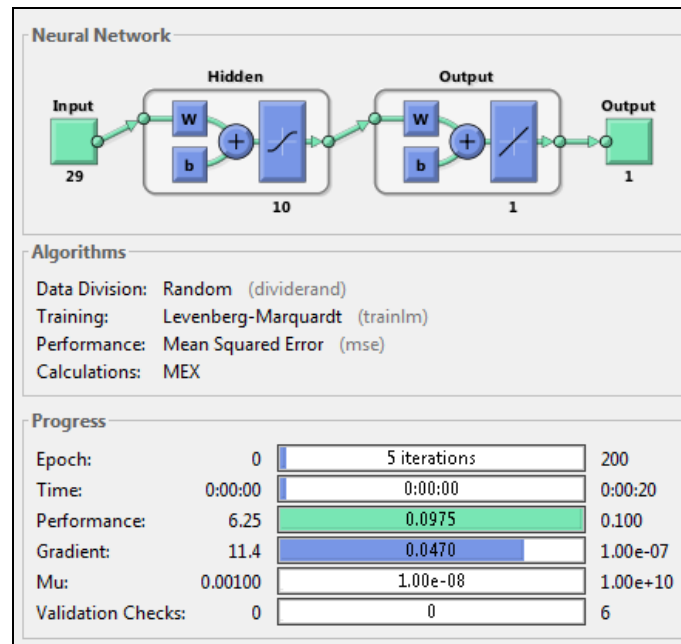 Neural Network
Hidden Output
Input Output
W W
+ +
b b
29 1
10 1
Algorithms
Data Division: Random (dividerand)
Training: Levenberg-Marquardt (trainlm)
Performance: Mean Squared Error (mse)
Calculations: MEX
Progress
Epoch: 0 5 iterations 200
Time: 0:00:00 0:00:00 0:00:20
Performance: 6.25 0.0975 0.100
Gradient: 11.4 0.0470 1.00e-07
Mu: 0.00100 1.00e-08 1.00e+10
Validation Checks: 0 0 6